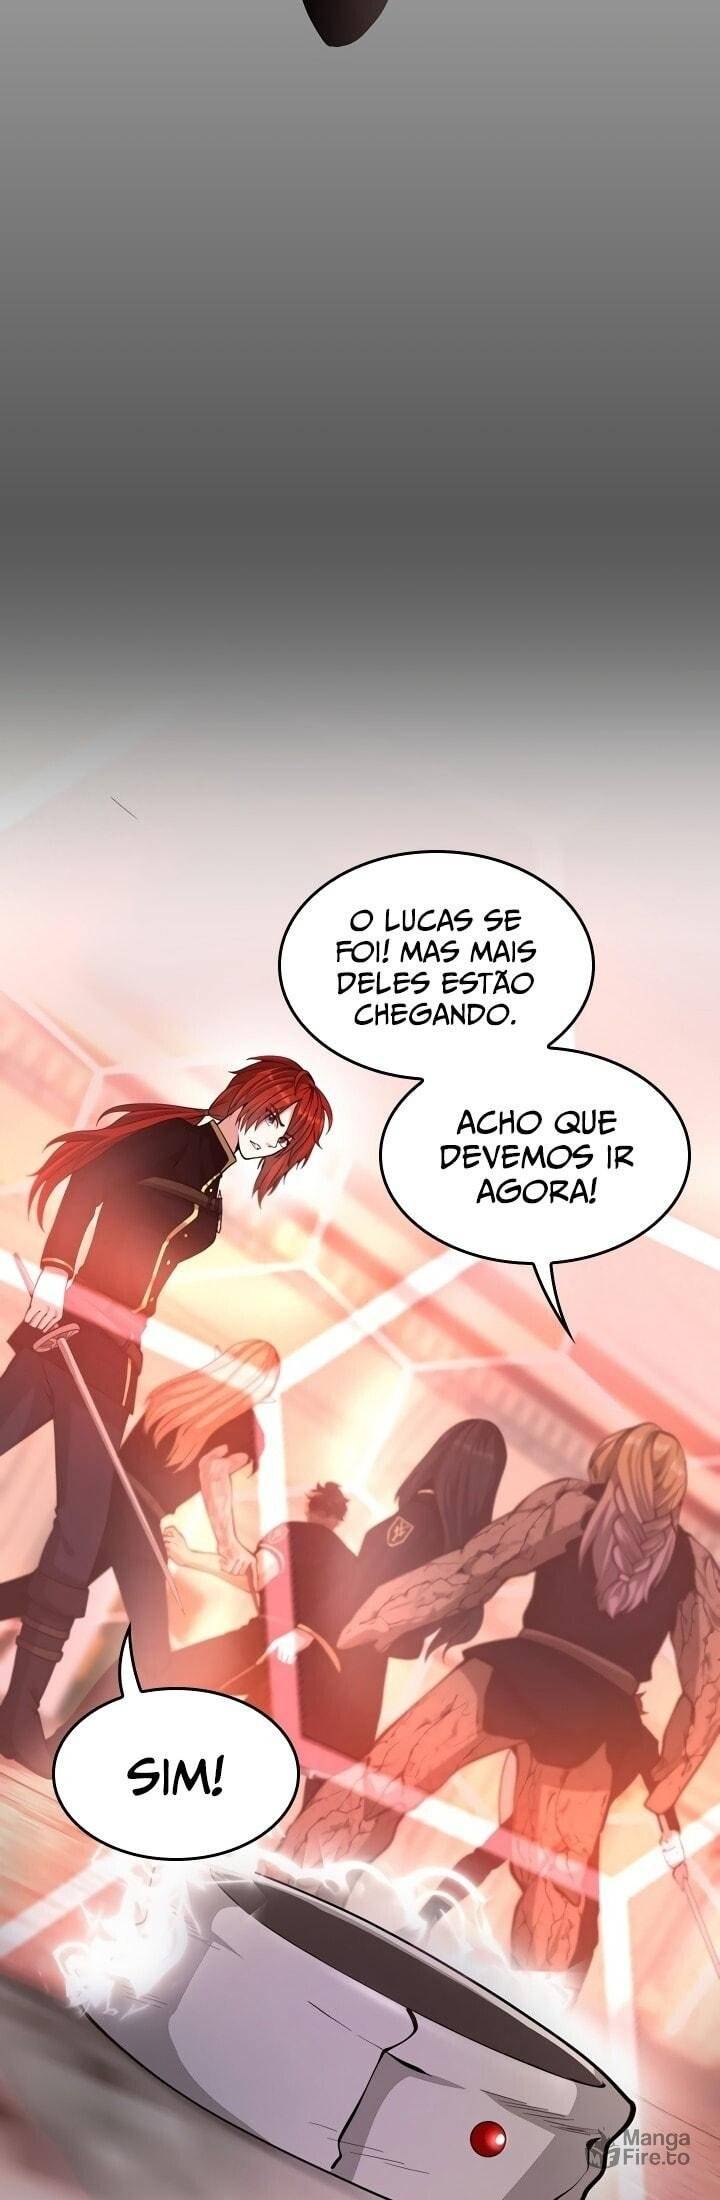 O LUCAS SE
FOI! MAS MAIS
DELES ESTÃO
CHEGANDO.
ACHO QUE
DEVEMOS IR
AGORA!
SIM!
Manga
Fire.to